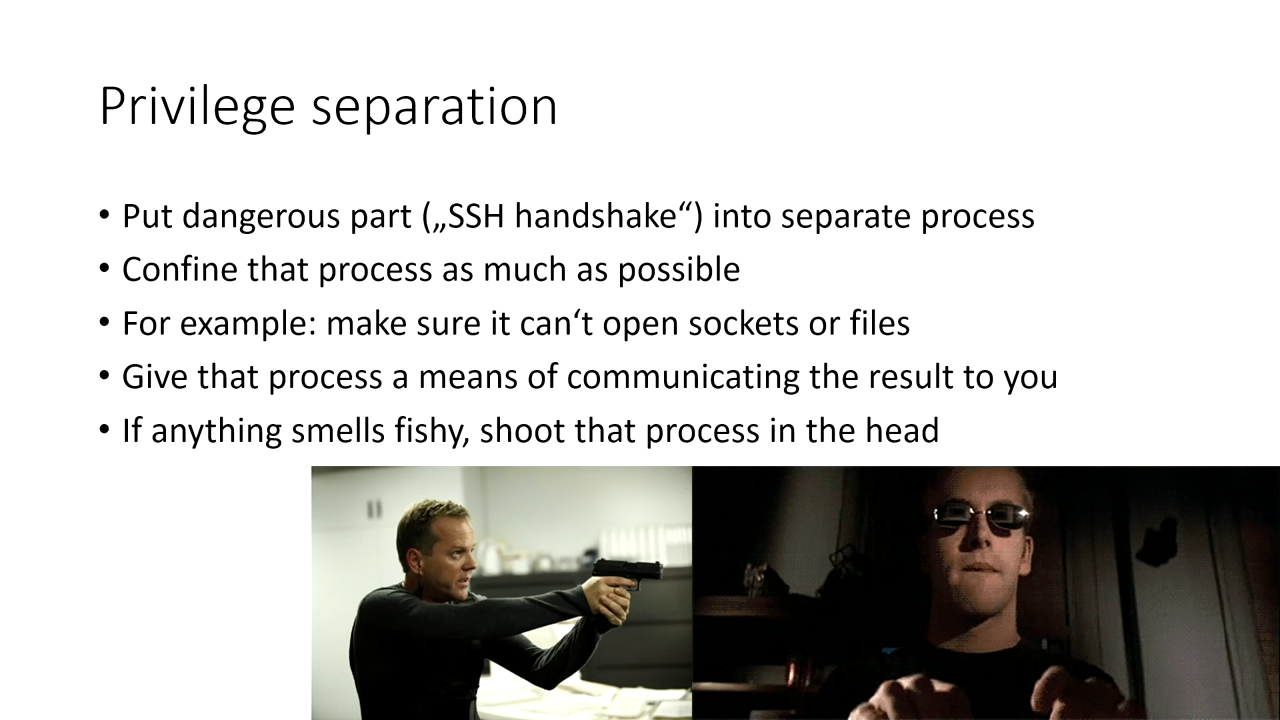 Privilege separation
• Put dangerous part („SSH handshake“) into separate process
• Confine that process as much as possible
• For example: make sure it can‘t open sockets or files
• Give that process a means of communicating the result to you
• If anything smells fishy, shoot that process in the head